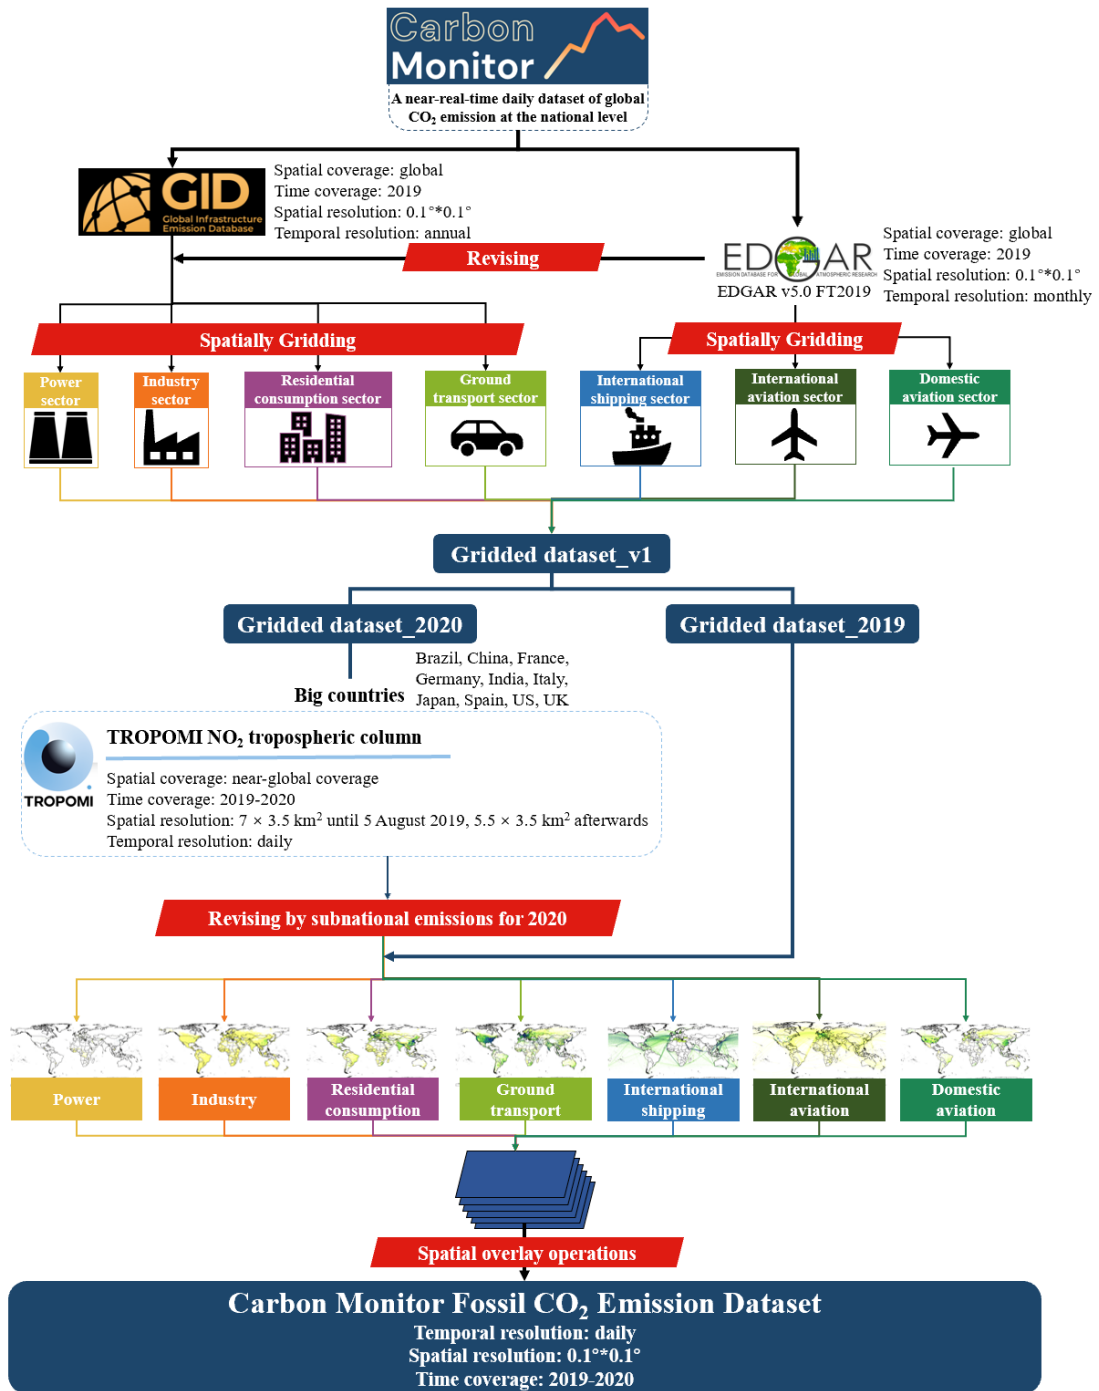 Carbon
Monitor
A near-real-time daily dataset of global
CO₂ emission at the national level
GID
Global Infrastructure
Emission Database
Spatial coverage: global
Time coverage: 2019
Spatial resolution: 0.1°*0.1°
Temporal resolution: annual
Revising
EDGAR
EMISSION DATABASE FOR GLOBAL ATMOSPHERIC RESEARCH
EDGAR v5.0 FT2019
Spatial coverage: global
Time coverage: 2019
Spatial resolution: 0.1°*0.1°
Temporal resolution: monthly
Spatially Gridding
Spatially Gridding
Power
sector
Industry
sector
Residential
consumption sector
Ground
transport sector
International
shipping sector
International
aviation sector
Domestic
aviation sector
Gridded dataset_v1
Gridded dataset_2020
Gridded dataset_2019
Big countries
Brazil, China, France,
Germany, India, Italy,
Japan, Spain, US, UK
TROPOMI
TROPOMI NO₂ tropospheric column
Spatial coverage: near-global coverage
Time coverage: 2019-2020
Spatial resolution: 7 × 3.5 km² until 5 August 2019, 5.5 × 3.5 km² afterwards
Temporal resolution: daily
Revising by subnational emissions for 2020
Power
Industry
Residential
consumption
Ground
transport
International
shipping
International
aviation
Domestic
aviation
Spatial overlay operations
Carbon Monitor Fossil CO₂ Emission Dataset
Temporal resolution: daily
Spatial resolution: 0.1°*0.1°
Time coverage: 2019-2020